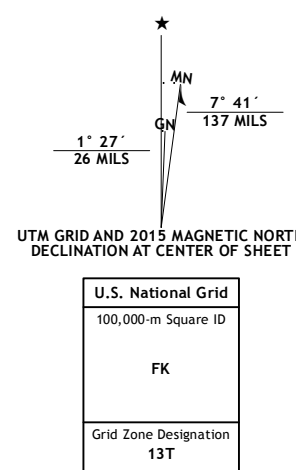 ★
MN
GN
7° 41´
137 MILS
1° 27´
26 MILS
UTM GRID AND 2015 MAGNETIC NORTH
DECLINATION AT CENTER OF SHEET
U.S. National Grid
100,000-m Square ID
FK
Grid Zone Designation
13T